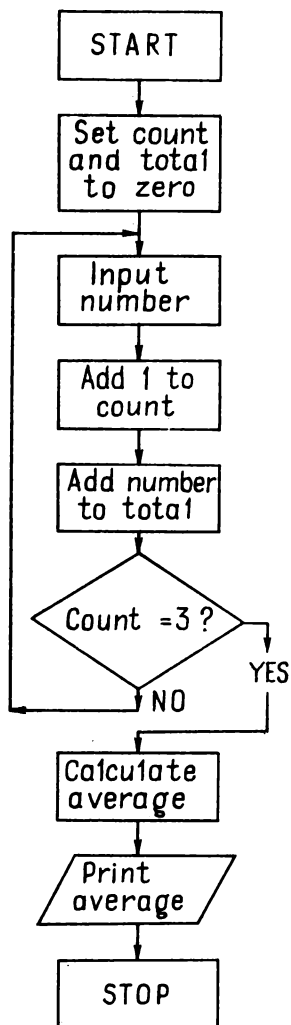 START
Set count
and total
to zero
Input
number
Add 1 to
count
Add number
to total
Count =3?
YES
NO
Calculate
average
Print
average
STOP